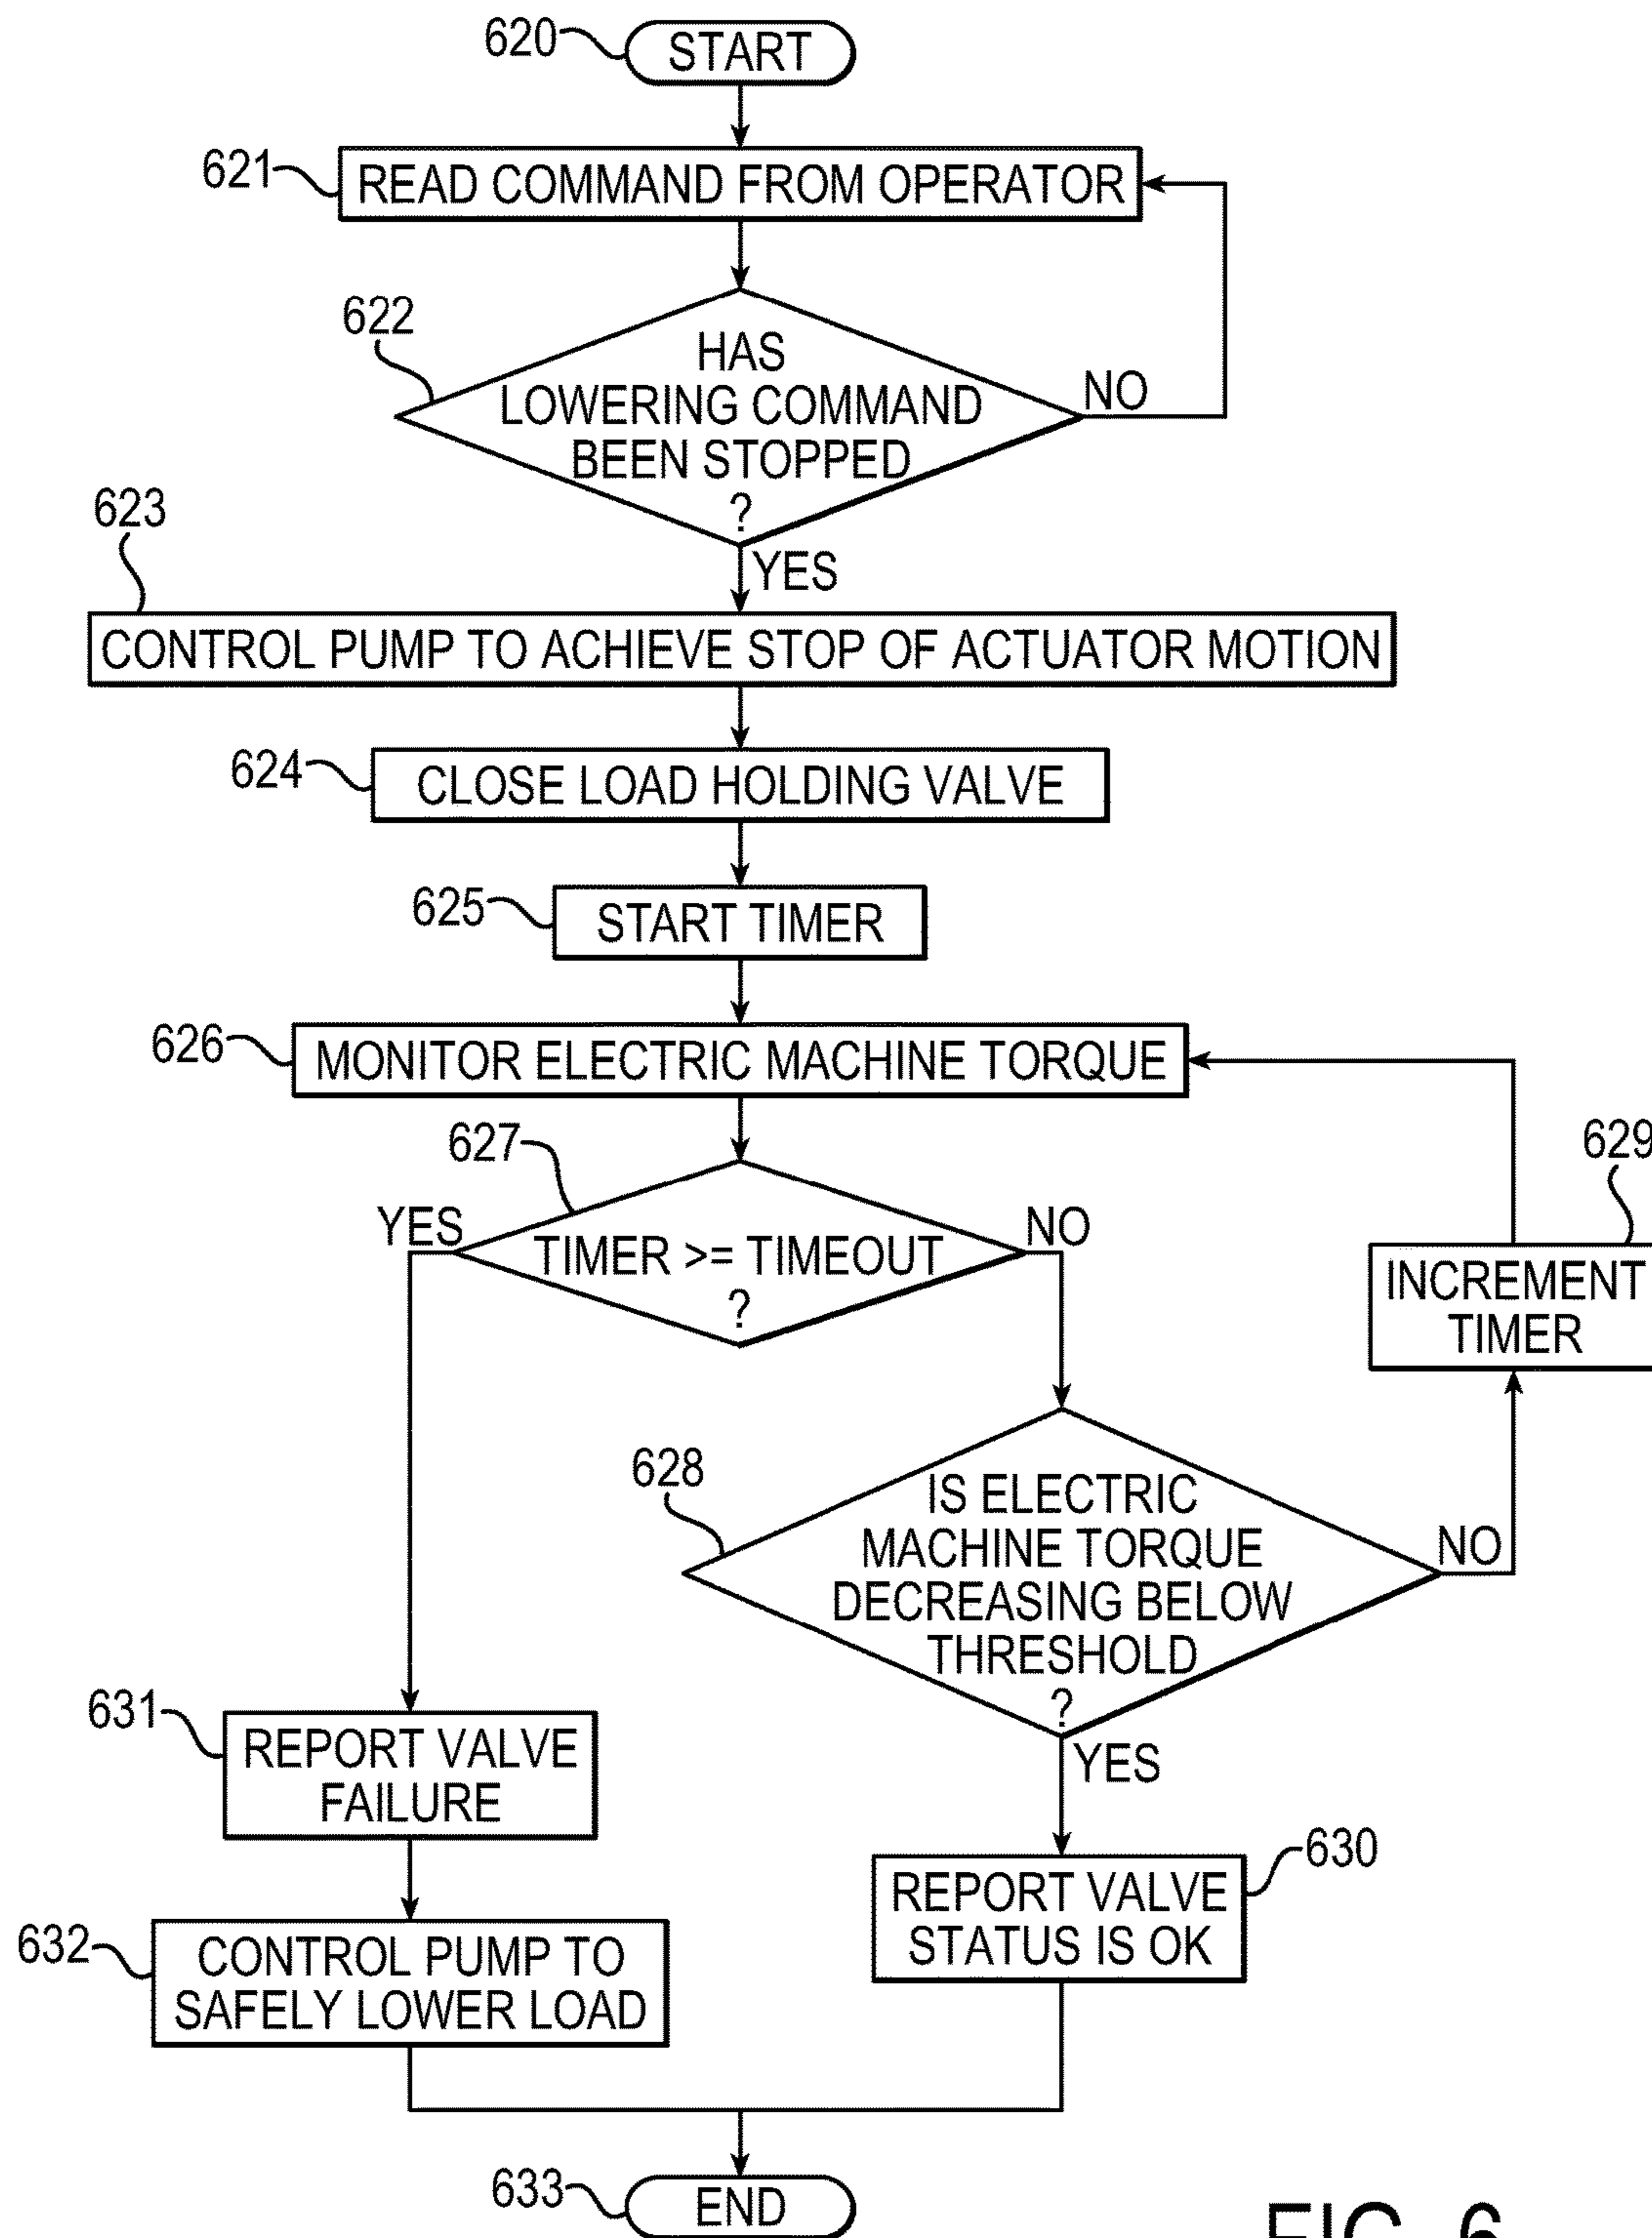 620
START
621
READ COMMAND FROM OPERATOR
622
HAS
LOWERING COMMAND
BEEN STOPPED
?
NO
YES
623
CONTROL PUMP TO ACHIEVE STOP OF ACTUATOR MOTION
624
CLOSE LOAD HOLDING VALVE
625
START TIMER
626
MONITOR ELECTRIC MACHINE TORQUE
627
YES
TIMER >= TIMEOUT
?
NO
629
INCREMENT
TIMER
628
IS ELECTRIC
MACHINE TORQUE
DECREASING BELOW
THRESHOLD
?
NO
YES
631
REPORT VALVE
FAILURE
630
REPORT VALVE
STATUS IS OK
632
CONTROL PUMP TO
SAFELY LOWER LOAD
633
END
FIG. 6